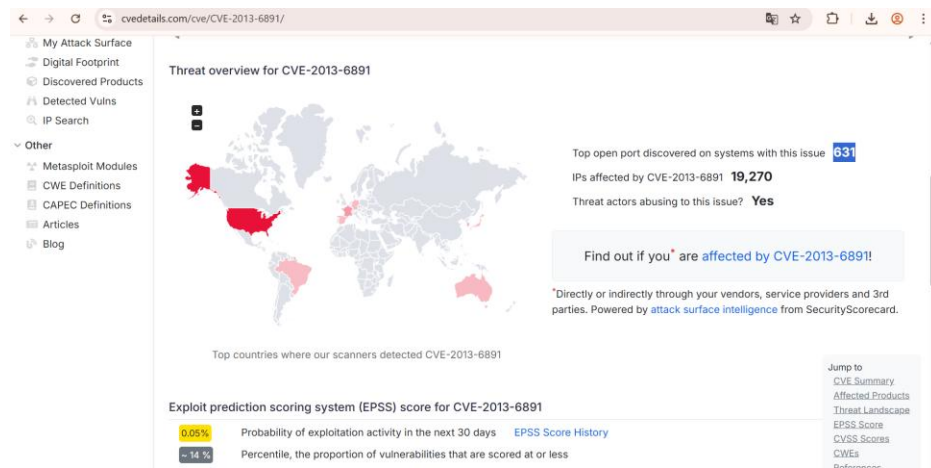 cvedetails.com/cve/CVE-2013-6891/
My Attack Surface
Digital Footprint
Discovered Products
Detected Vulns
IP Search
Other
Metasploit Modules
CWE Definitions
CAPEC Definitions
Articles
Blog
Threat overview for CVE-2013-6891
+
−
Top countries where our scanners detected CVE-2013-6891
Top open port discovered on systems with this issue 631
IPs affected by CVE-2013-6891 19,270
Threat actors abusing to this issue? Yes
Find out if you* are affected by CVE-2013-6891!
*Directly or indirectly through your vendors, service providers and 3rd
parties. Powered by attack surface intelligence from SecurityScorecard.
Exploit prediction scoring system (EPSS) score for CVE-2013-6891
0.05% Probability of exploitation activity in the next 30 days EPSS Score History
~ 14 % Percentile, the proportion of vulnerabilities that are scored at or less
Jump to
CVE Summary
Affected Products
Threat Landscape
EPSS Score
CVSS Scores
CWEs
References